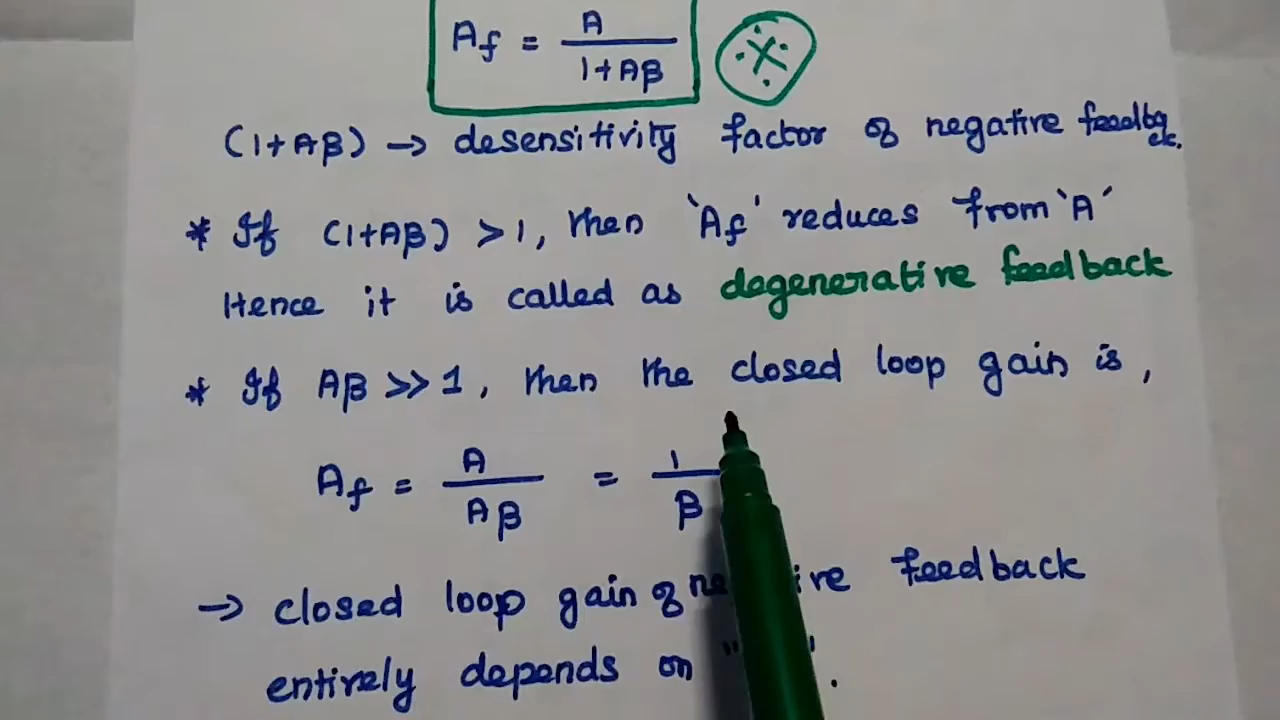 Af = A / 1+Aβ
(1+Aβ) → desensitivity factor of negative feedback.
* If (1+Aβ) > 1, then 'Af' reduces from 'A'
Hence it is called as degenerative feedback
* If Aβ >> 1, then the closed loop gain is,
Af = A / Aβ = 1 / β
→ closed loop gain of feedback
entirely depends on " ".